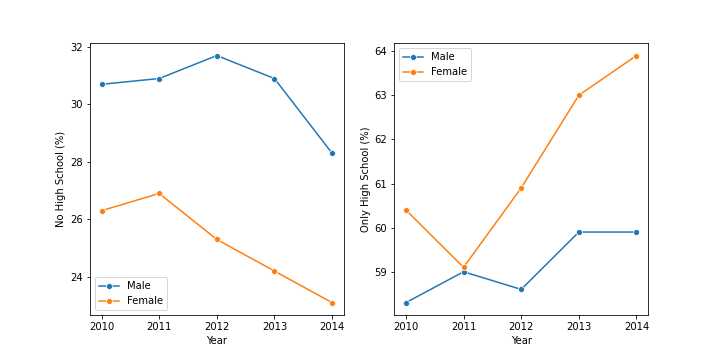 No High School (%)
32
30
28
26
24
Male
Female
2010 2011 2012 2013 2014
Year
Only High School (%)
64
63
62
61
60
59
Male
Female
2010 2011 2012 2013 2014
Year